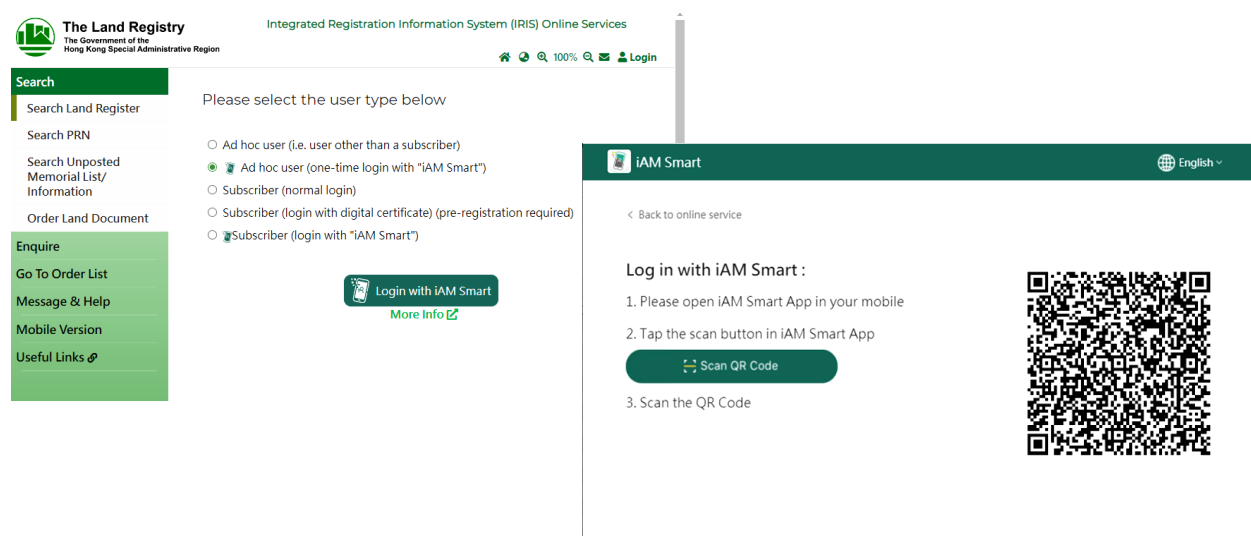 The Land Registry
The Government of the
Hong Kong Special Administrative Region
Integrated Registration Information System (IRIS) Online Services
100%
Login
Search
Search Land Register
Search PRN
Search Unposted
Memorial List/
Information
Order Land Document
Enquire
Go To Order List
Message & Help
Mobile Version
Useful Links
Please select the user type below
Ad hoc user (i.e. user other than a subscriber)
Ad hoc user (one-time login with "iAM Smart")
Subscriber (normal login)
Subscriber (login with digital certificate) (pre-registration required)
Subscriber (login with "iAM Smart")
Login with iAM Smart
More Info
iAM Smart
English
< Back to online service
Log in with iAM Smart :
1. Please open iAM Smart App in your mobile
2. Tap the scan button in iAM Smart App
Scan QR Code
3. Scan the QR Code